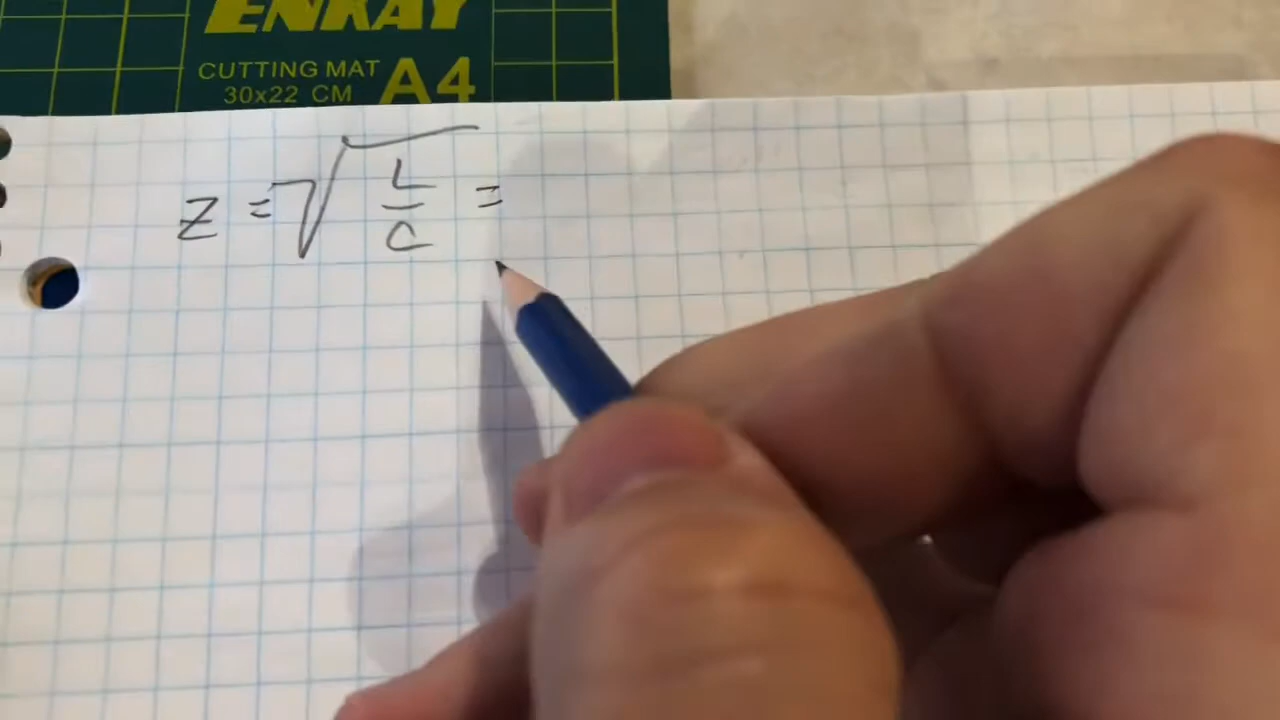 ENKAY
CUTTING MAT A4
30x22 CM
Z = √(L/C) =